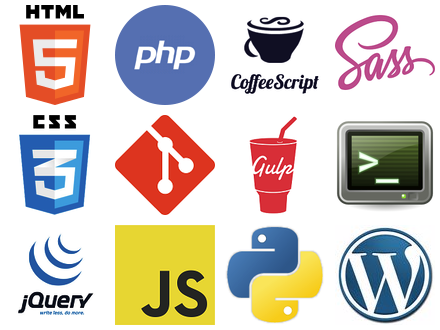 HTML
5
php
CoffeeScript
Sass
CSS
3
Gulp
>_
jQuery
write less, do more.
JS
W